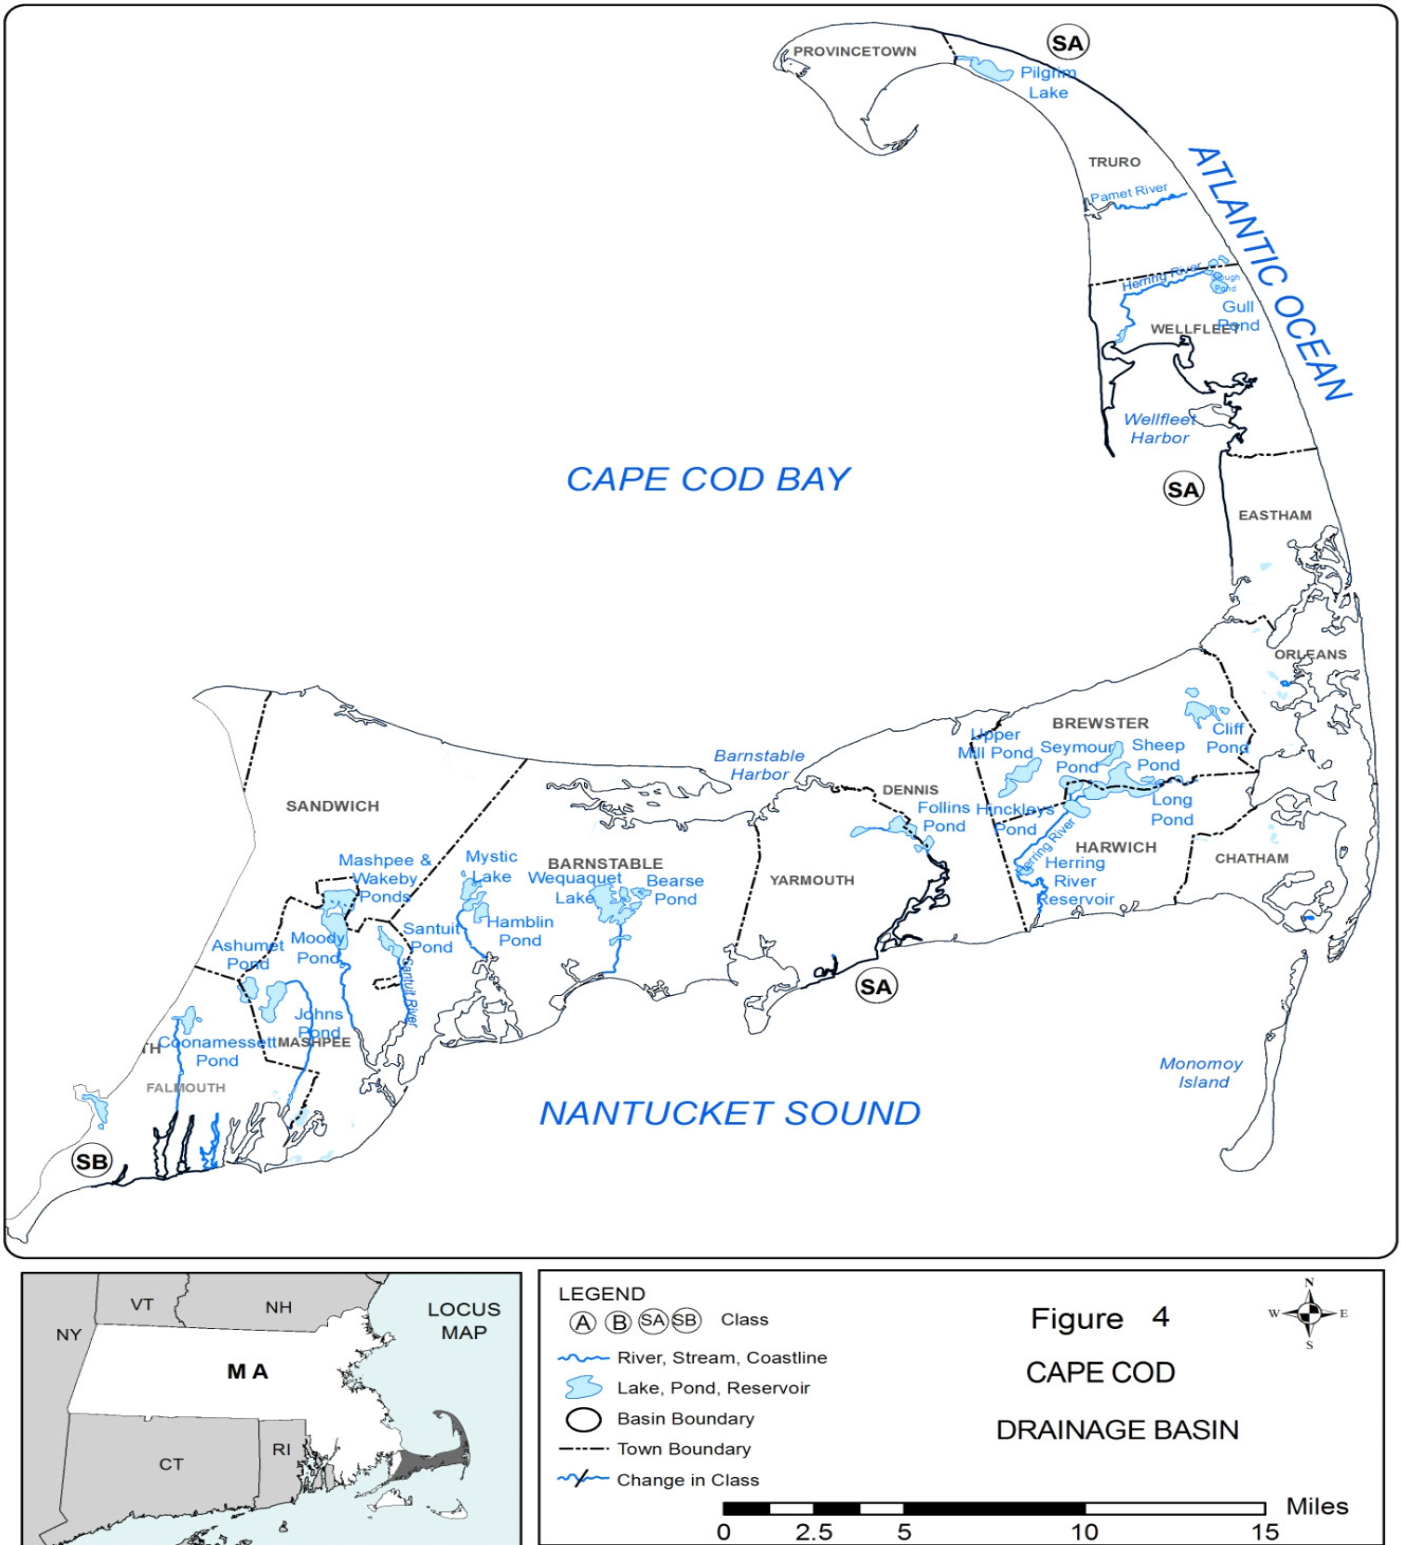 PROVINCETOWN
SA
Pilgrim
Lake
TRURO
Pamet River
ATLANTIC OCEAN
Herring River
Slough
Pond
Gull
Pond
WELLFLEET
Wellfleet
Harbor
CAPE COD BAY
SA
EASTHAM
ORLEANS
BREWSTER
Cliff
Pond
Upper
Mill Pond
Seymour
Pond
Sheep
Pond
Barnstable
Harbor
DENNIS
Follins
Pond
Hinckleys
Pond
Long
Pond
SANDWICH
Herring River
HARWICH
CHATHAM
Mashpee &
Wakeby
Ponds
Mystic
Lake
BARNSTABLE
Wequaquet
Lake
Bearse
Pond
YARMOUTH
Herring
River
Reservoir
Hamblin
Pond
Santuit
Pond
Ashumet
Pond
Moody
Pond
Santuit River
SA
Johns
Pond
TH
Coonamessett
Pond
MASHPEE
FALMOUTH
Monomoy
Island
NANTUCKET SOUND
SB
VT
NH
NY
LOCUS
MAP
M A
CT
RI
LEGEND
A B SA SB Class
River, Stream, Coastline
Lake, Pond, Reservoir
Basin Boundary
Town Boundary
Change in Class
Figure 4
CAPE COD
DRAINAGE BASIN
N
W E
S
Miles
0 2.5 5 10 15